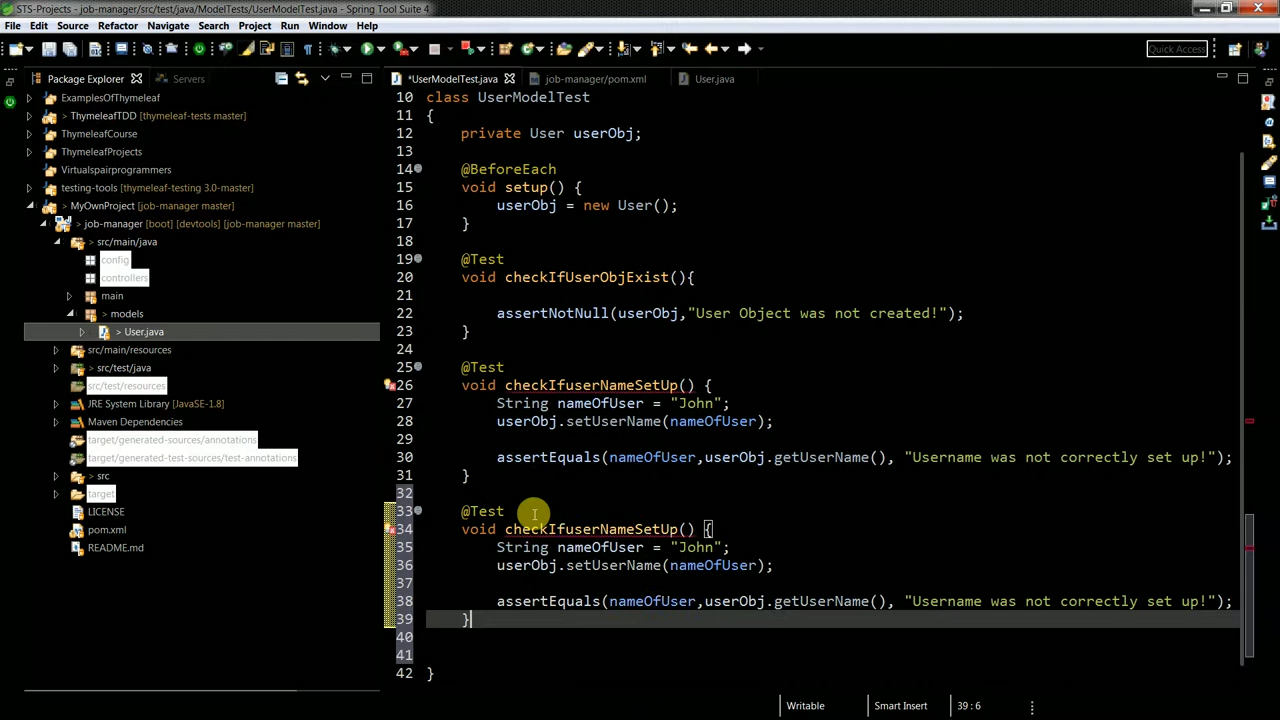 STS-Projects - job-manager/src/test/java/ModelTests/UserModelTest.java - Spring Tool Suite 4
File Edit Source Refactor Navigate Search Project Run Window Help
Quick Access
Package Explorer
Servers
*UserModelTest.java
job-manager/pom.xml
User.java
ExamplesOfThymeleaf
> ThymeleafTDD [thymeleaf-tests master]
ThymeleafCourse
ThymeleafProjects
Virtualspairprogrammers
testing-tools [thymeleaf-testing 3.0-master]
> MyOwnProject [job-manager master]
> job-manager [boot] [devtools] [job-manager master]
> src/main/java
config
controllers
main
> models
> User.java
src/main/resources
> src/test/java
src/test/resources
JRE System Library [JavaSE-1.8]
Maven Dependencies
target/generated-sources/annotations
target/generated-test-sources/test-annotations
> src
target
LICENSE
pom.xml
README.md
10 class UserModelTest
11 {
12 private User userObj;
13
14 @BeforeEach
15 void setup() {
16 userObj = new User();
17 }
18
19 @Test
20 void checkIfUserObjExist(){
21
22 assertNotNull(userObj,"User Object was not created!");
23 }
24
25 @Test
26 void checkIfuserNameSetUp() {
27 String nameOfUser = "John";
28 userObj.setUserName(nameOfUser);
29
30 assertEquals(nameOfUser,userObj.getUserName(), "Username was not correctly set up!");
31 }
32
33 @Test
34 void checkIfuserNameSetUp() {
35 String nameOfUser = "John";
36 userObj.setUserName(nameOfUser);
37
38 assertEquals(nameOfUser,userObj.getUserName(), "Username was not correctly set up!");
39 }
40
41
42 }
Writable
Smart Insert
39 : 6